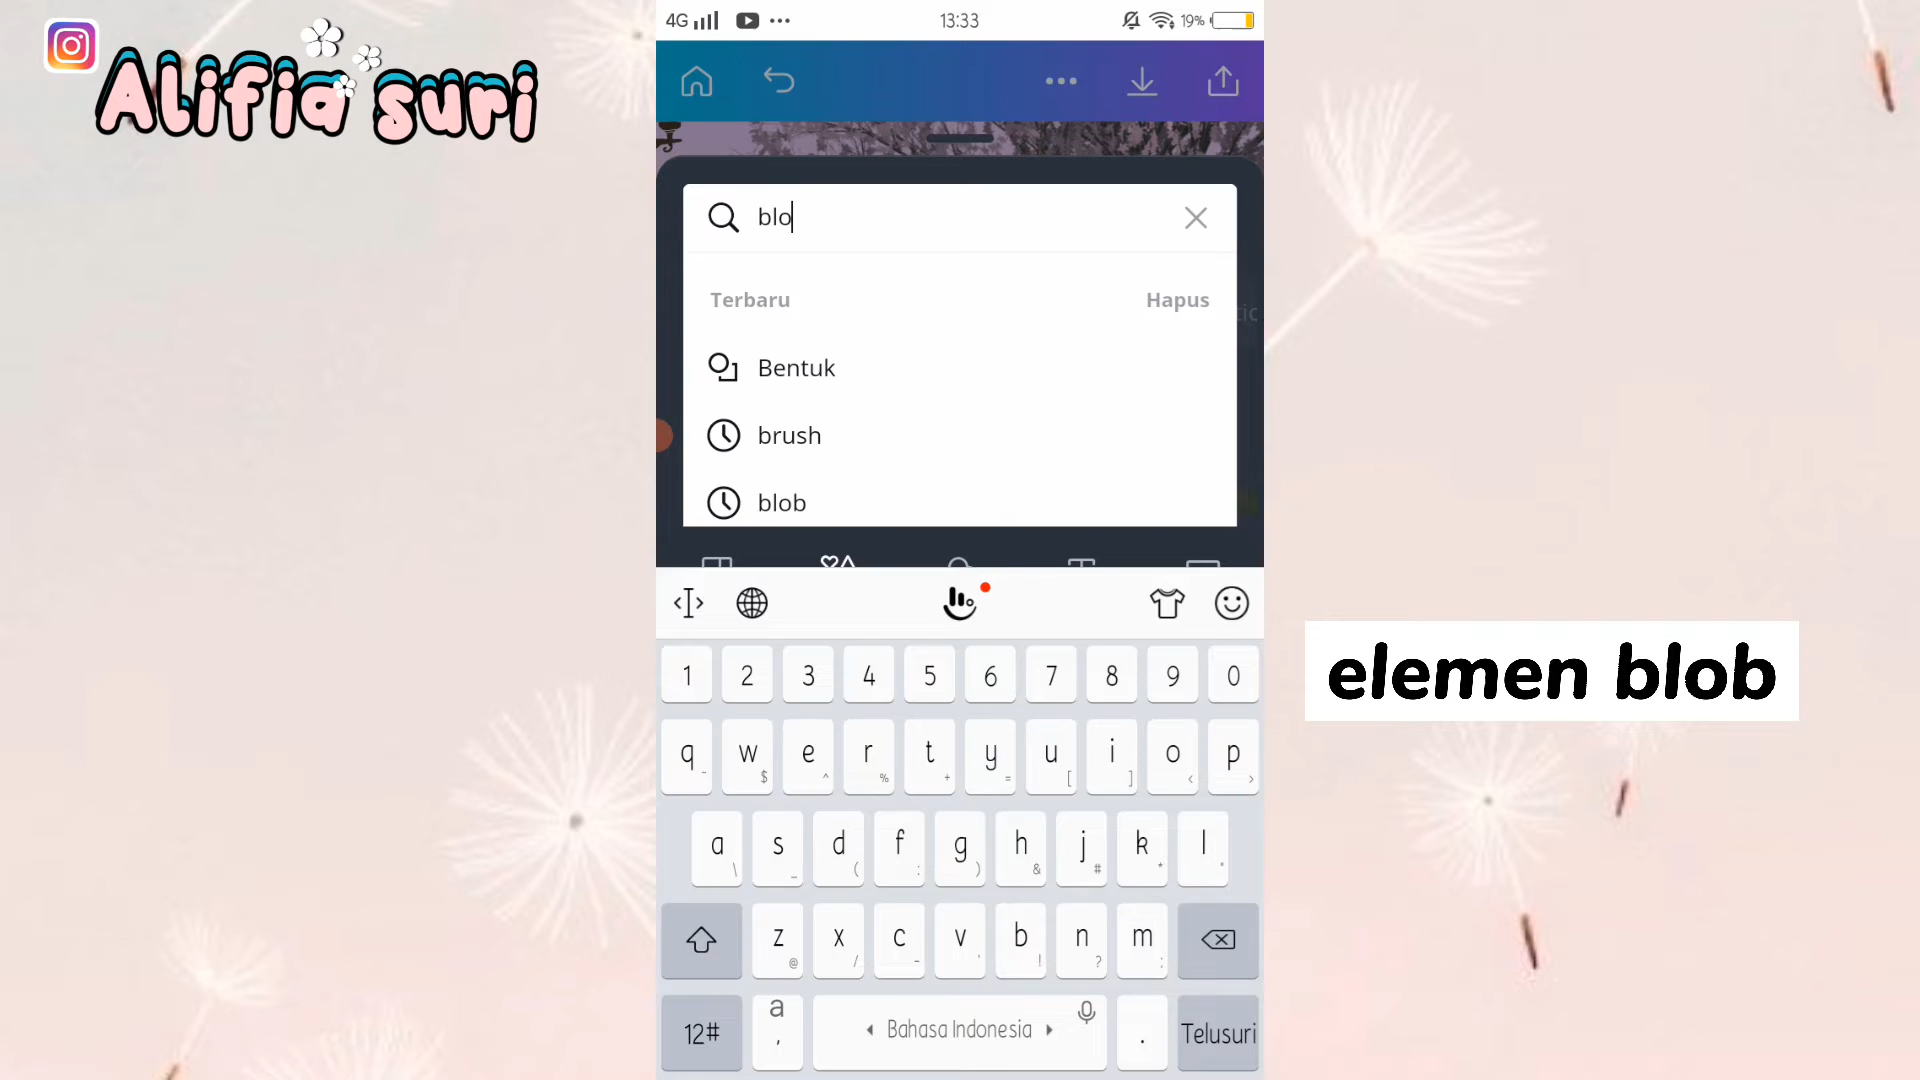 Alifia suri
4G 13:33 19%
blo
Terbaru Hapus
Bentuk
brush
blob
elemen blob
1 2 3 4 5 6 7 8 9 0
q w e r t y u i o p
- $ ^ % + = [ ] < >
a s d f g h j k l
\ _ ( : ) & # * "
z x c v b n m
@ / - ' ! ? :
12# a , Bahasa Indonesia . Telusuri